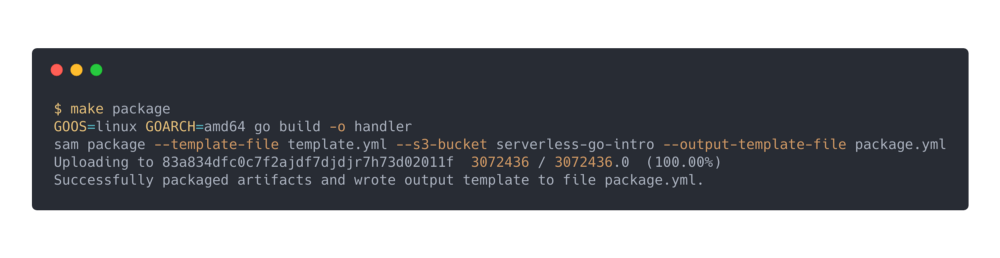 $ make package
GOOS=linux GOARCH=amd64 go build -o handler
sam package --template-file template.yml --s3-bucket serverless-go-intro --output-template-file package.yml
Uploading to 83a834dfc0c7f2ajdf7djdjr7h73d02011f  3072436 / 3072436.0  (100.00%)
Successfully packaged artifacts and wrote output template to file package.yml.